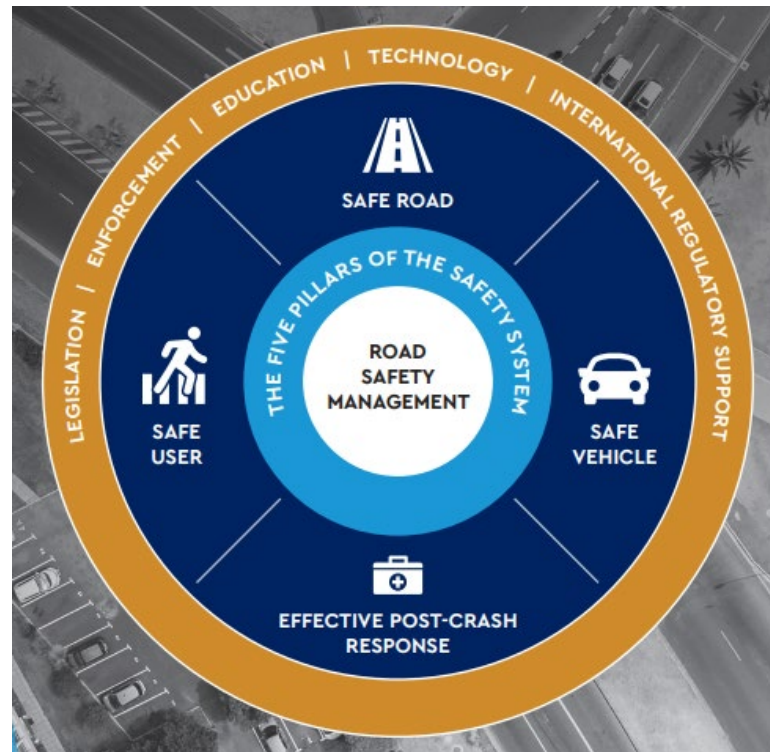 LEGISLATION | ENFORCEMENT | EDUCATION | TECHNOLOGY | INTERNATIONAL REGULATORY SUPPORT
SAFE ROAD
THE FIVE PILLARS OF THE SAFETY SYSTEM
ROAD
SAFETY
MANAGEMENT
SAFE
USER
SAFE
VEHICLE
EFFECTIVE POST-CRASH
RESPONSE